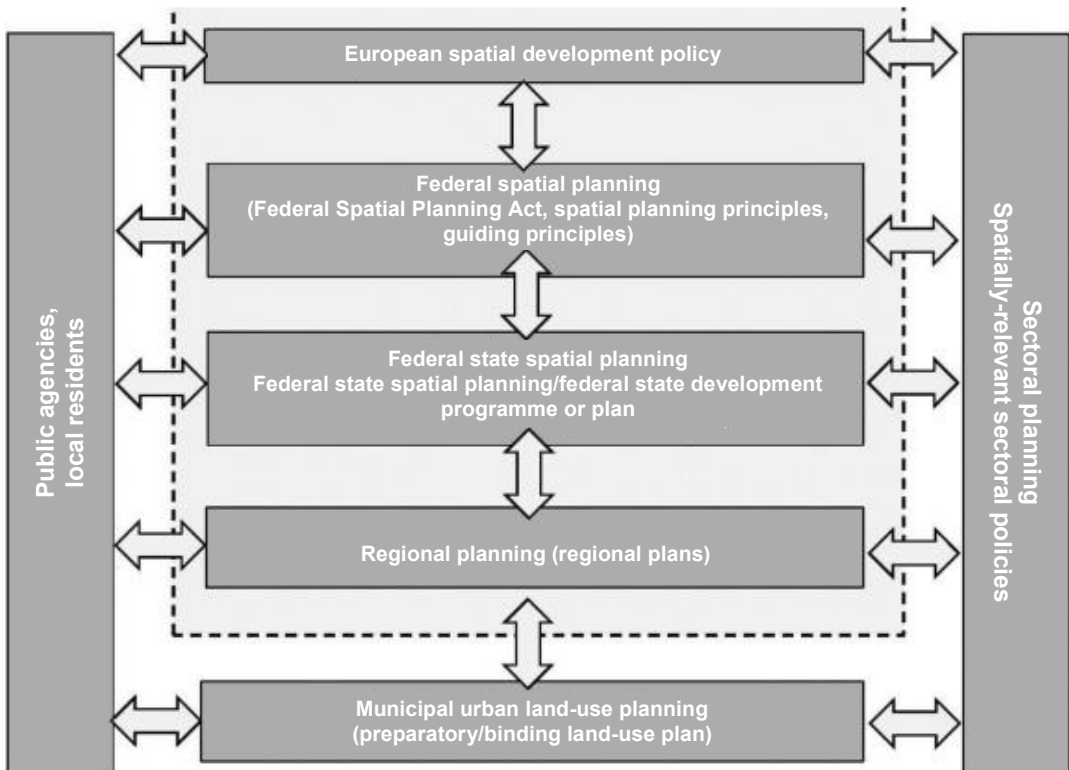 European spatial development policy
Federal spatial planning
(Federal Spatial Planning Act, spatial planning principles,
guiding principles)
Federal state spatial planning
Federal state spatial planning/federal state development
programme or plan
Regional planning (regional plans)
Municipal urban land-use planning
(preparatory/binding land-use plan)
Public agencies,
local residents
Sectoral planning
Spatially-relevant sectoral policies